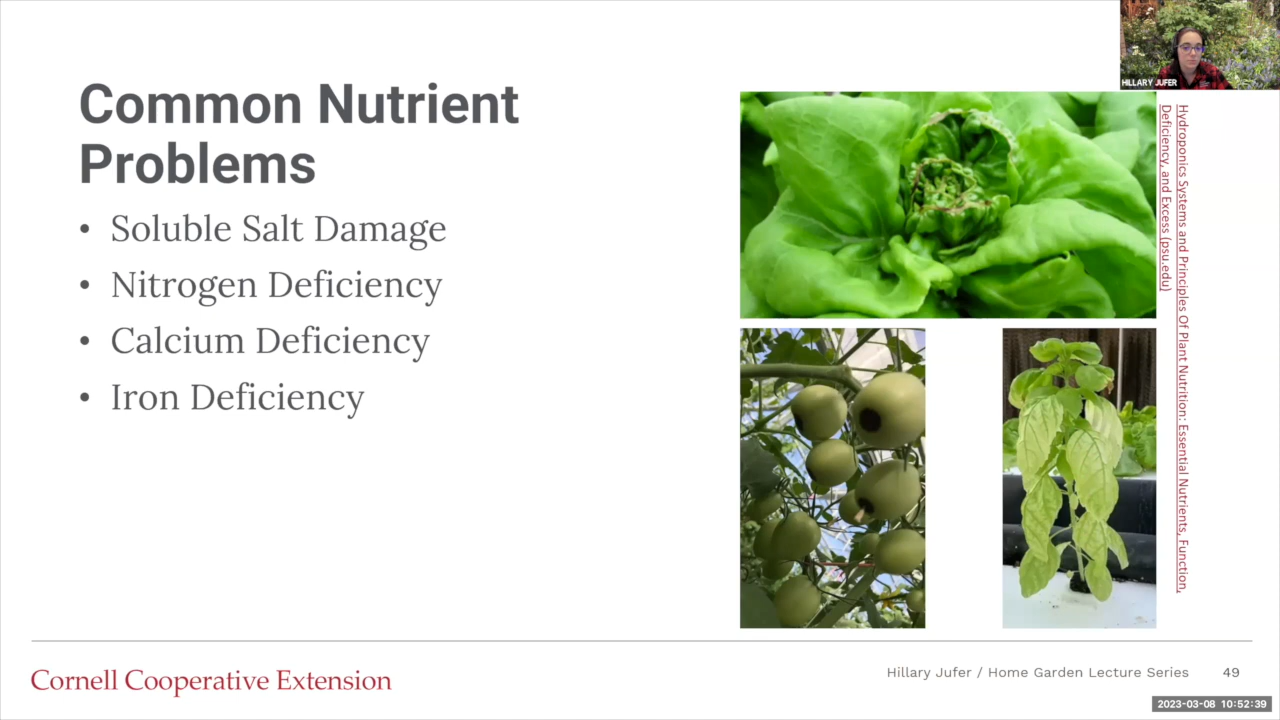 Common Nutrient
Problems
• Soluble Salt Damage
• Nitrogen Deficiency
• Calcium Deficiency
• Iron Deficiency
HILLARY JUFER
Hydroponics Systems and Principles Of Plant Nutrition: Essential Nutrients, Function,
Deficiency, and Excess (psu.edu)
Cornell Cooperative Extension
Hillary Jufer / Home Garden Lecture Series 49
2023-03-08 10:52:39